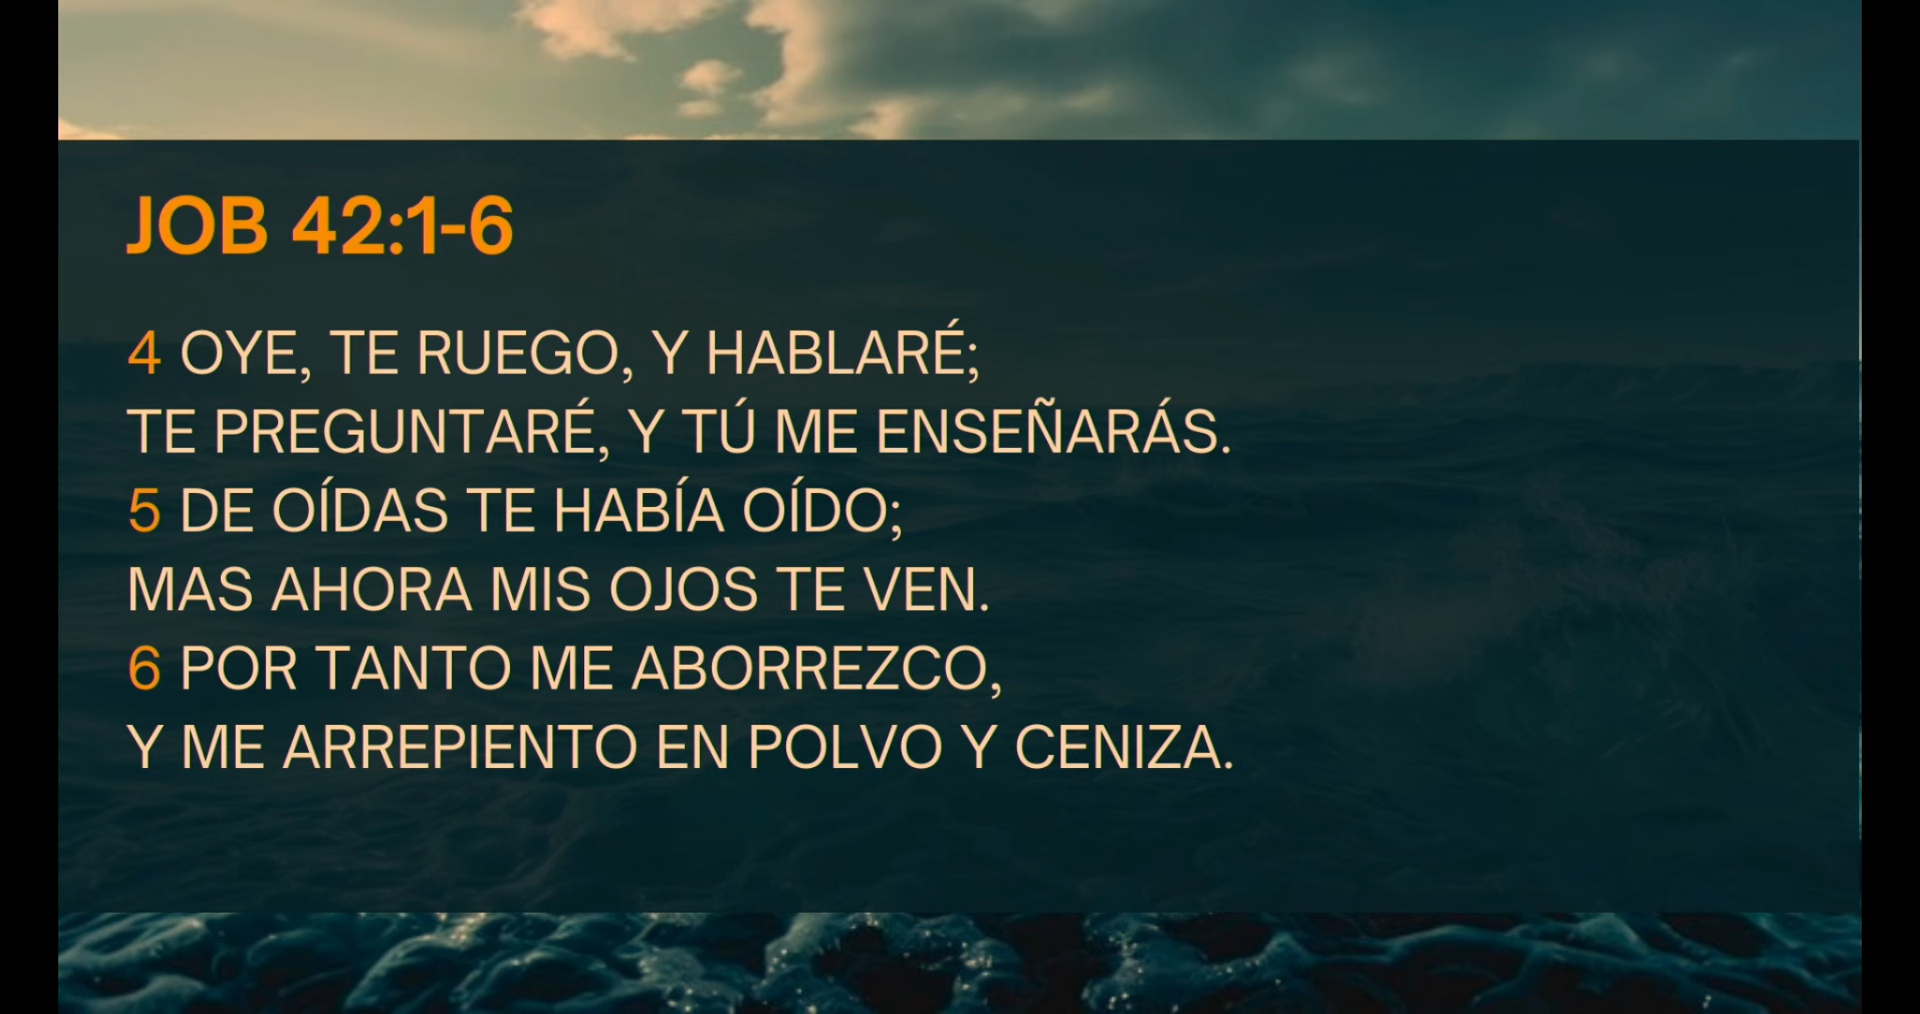 JOB 42:1-6
4 OYE, TE RUEGO, Y HABLARÉ;
TE PREGUNTARÉ, Y TÚ ME ENSEÑARÁS.
5 DE OÍDAS TE HABÍA OÍDO;
MAS AHORA MIS OJOS TE VEN.
6 POR TANTO ME ABORREZCO,
Y ME ARREPIENTO EN POLVO Y CENIZA.